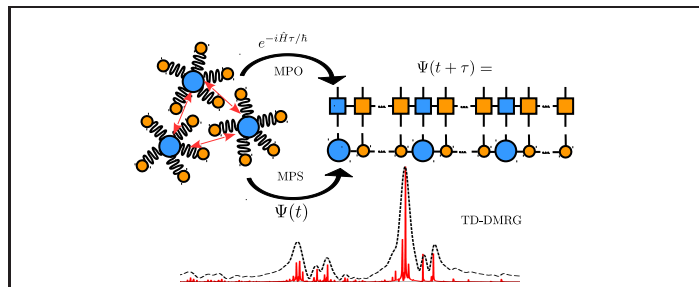 e^{-iĤτ/ħ}
MPO
Ψ(t + τ) =
MPS
Ψ(t)
TD-DMRG